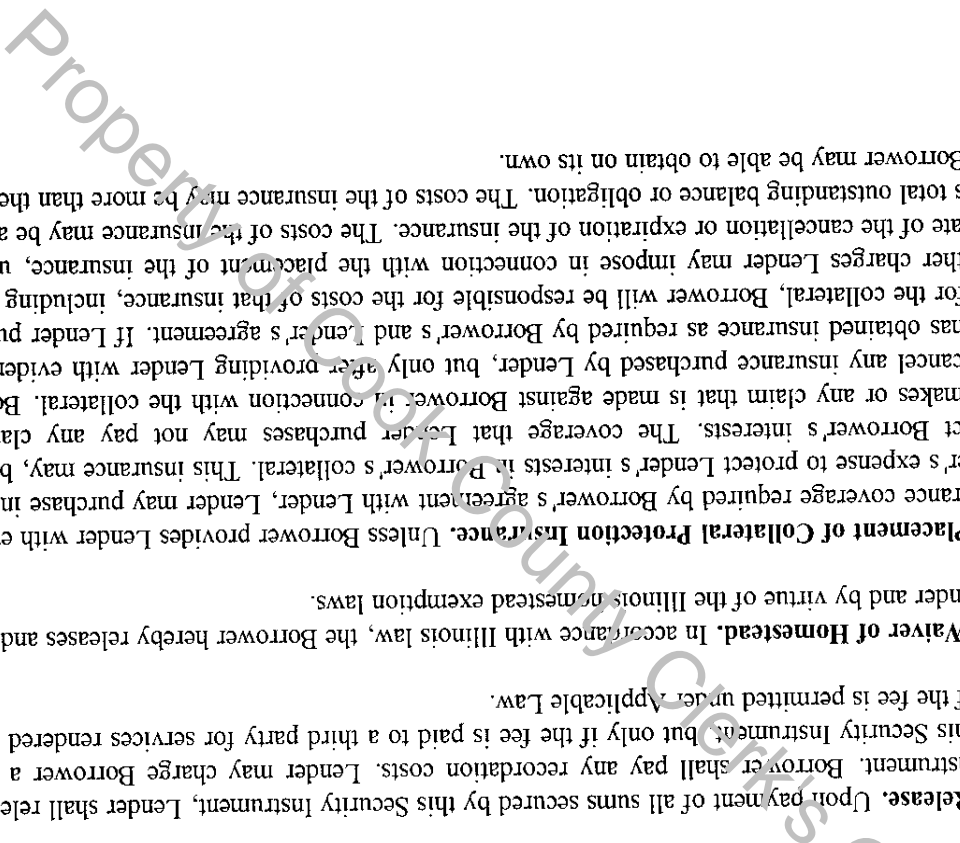 Release. Upon payment of all sums secured by this Security Instrument, Lender shall rele
nstrument. Borrower shall pay any recordation costs. Lender may charge Borrower a
his Security Instrument, but only if the fee is paid to a third party for services rendered
f the fee is permitted under Applicable Law.
Waiver of Homestead. In accordance with Illinois law, the Borrower hereby releases and
nder and by virtue of the Illinois homestead exemption laws.
Placement of Collateral Protection Insurance. Unless Borrower provides Lender with e
rance coverage required by Borrower's agreement with Lender, Lender may purchase in
er's expense to protect Lender's interests in Borrower's collateral. This insurance may, b
ct Borrower's interests. The coverage that Lender purchases may not pay any cla
makes or any claim that is made against Borrower in connection with the collateral. Bo
cancel any insurance purchased by Lender, but only after providing Lender with eviden
has obtained insurance as required by Borrower's and Lender's agreement. If Lender pu
for the collateral, Borrower will be responsible for the costs of that insurance, including
ther charges Lender may impose in connection with the placement of the insurance, u
ate of the cancellation or expiration of the insurance. The costs of the insurance may be a
s total outstanding balance or obligation. The costs of the insurance may be more than the
Borrower may be able to obtain on its own.
Property of Cook County Clerk's